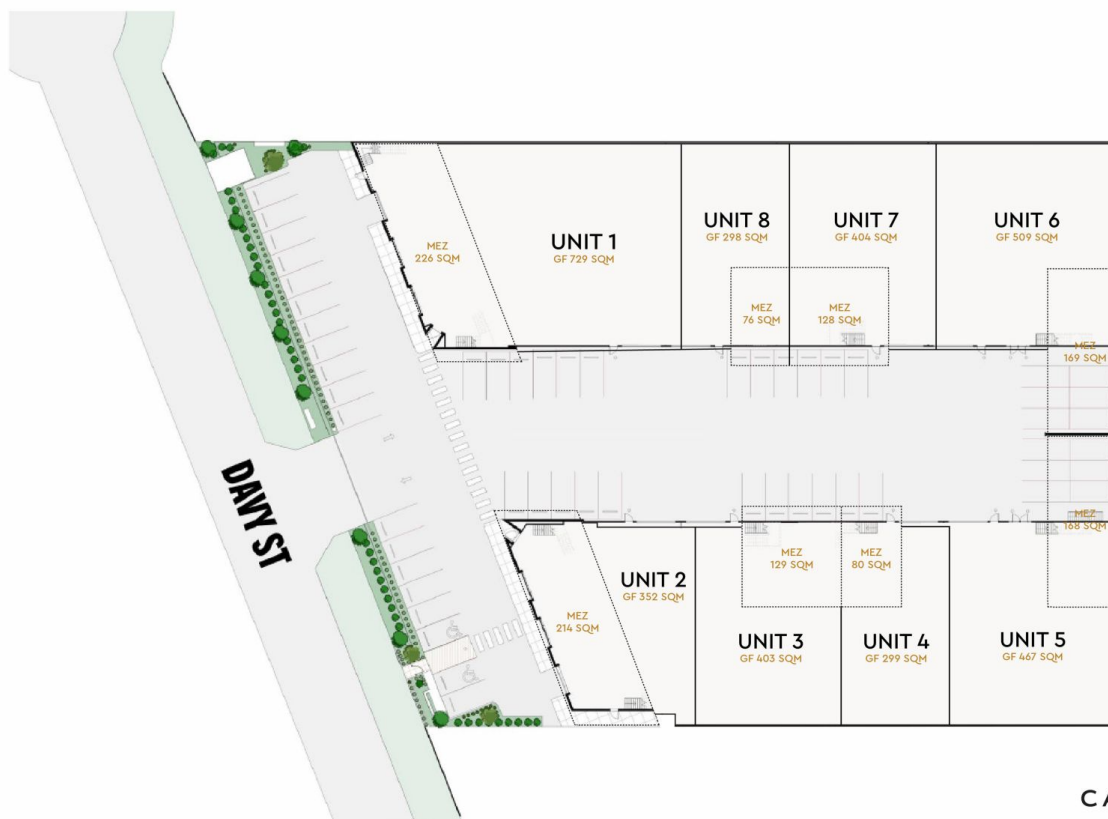 UNIT 1
GF 729 SQM
MEZ
226 SQM
UNIT 8
GF 298 SQM
MEZ
76 SQM
UNIT 7
GF 404 SQM
MEZ
128 SQM
UNIT 6
GF 509 SQM
MEZ
169 SQM
DAVY ST
UNIT 2
GF 352 SQM
MEZ
214 SQM
UNIT 3
GF 403 SQM
MEZ
129 SQM
UNIT 4
GF 299 SQM
MEZ
80 SQM
UNIT 5
GF 467 SQM
MEZ
168 SQM
CA